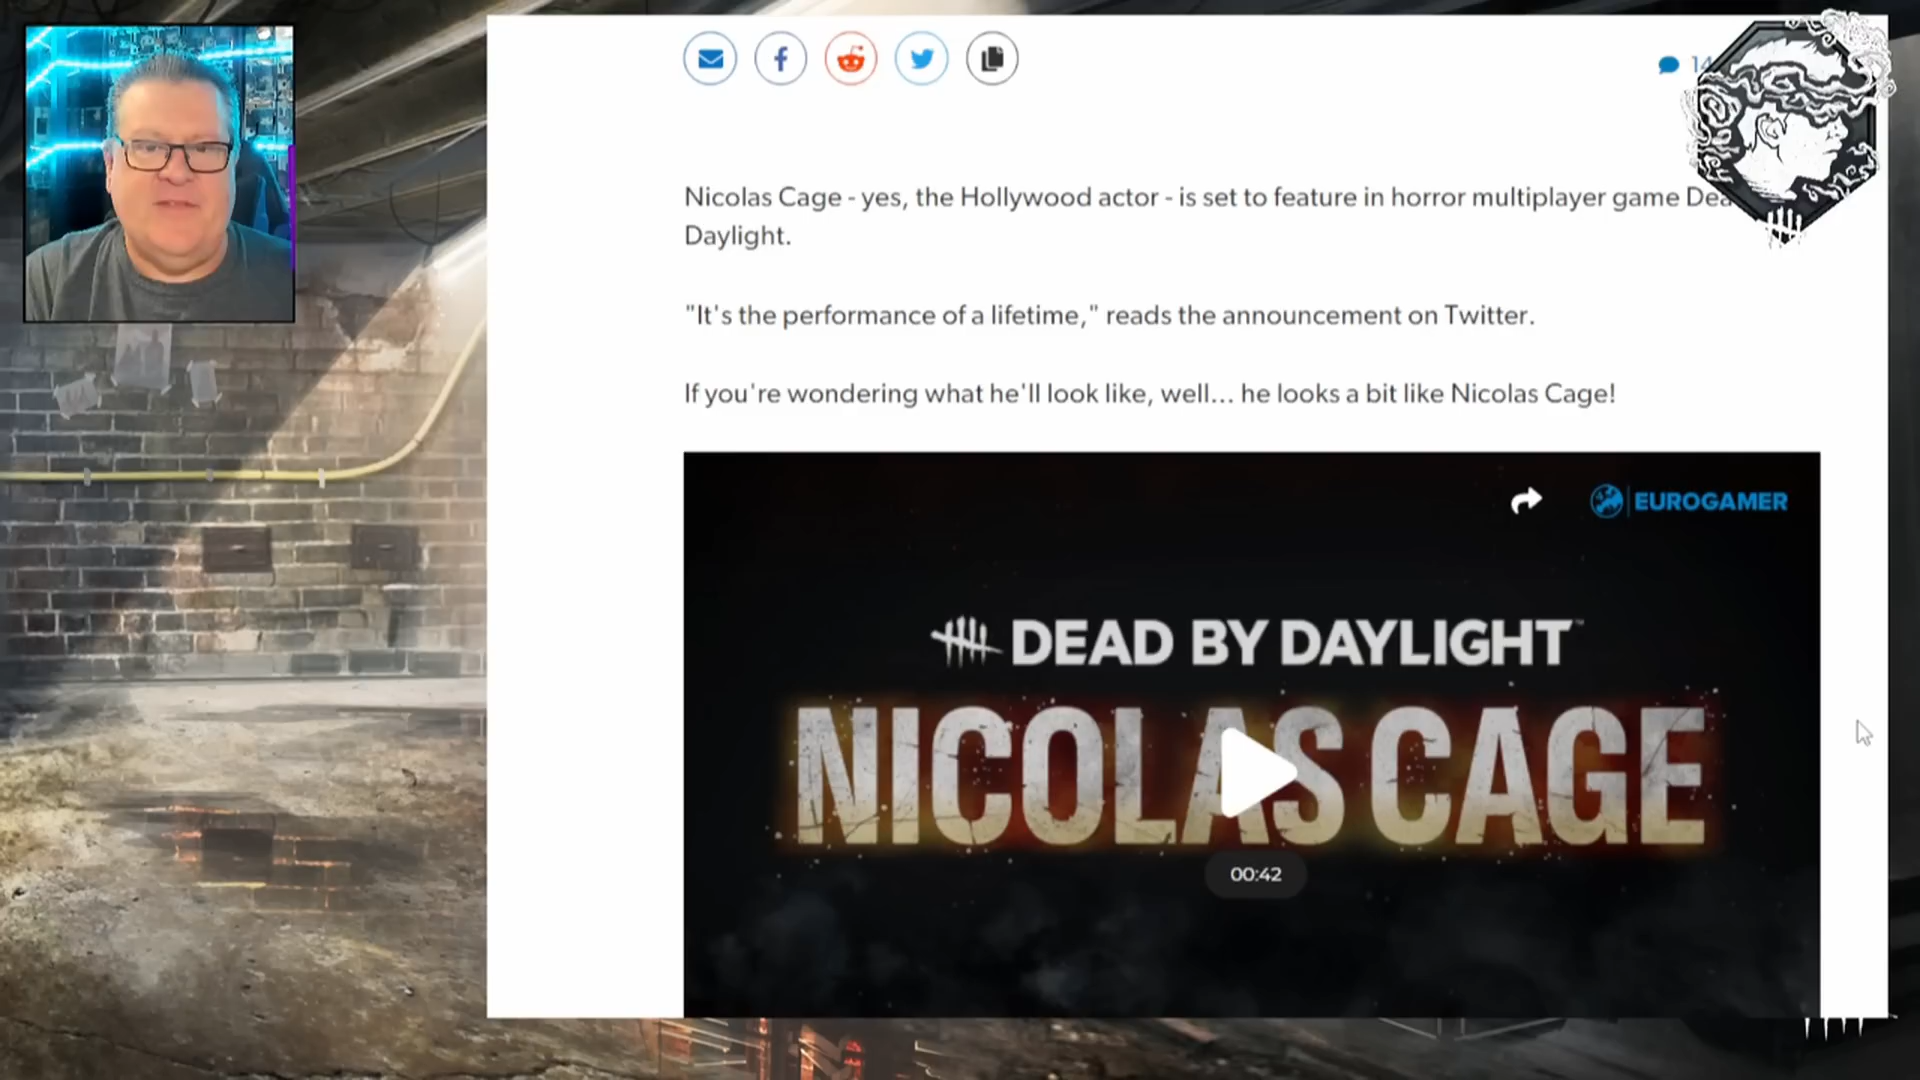 14
Nicolas Cage - yes, the Hollywood actor - is set to feature in horror multiplayer game
Daylight.
"It's the performance of a lifetime," reads the announcement on Twitter.
If you're wondering what he'll look like, well... he looks a bit like Nicolas Cage!
EUROGAMER
DEAD BY DAYLIGHT™
NICOLAS CAGE
00:42